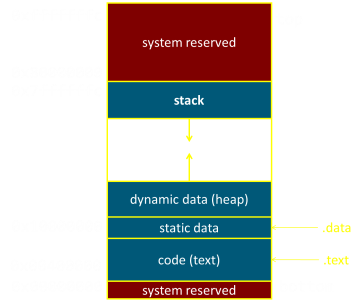 system reserved
stack
dynamic data (heap)
static data
.data
code (text)
.text
system reserved